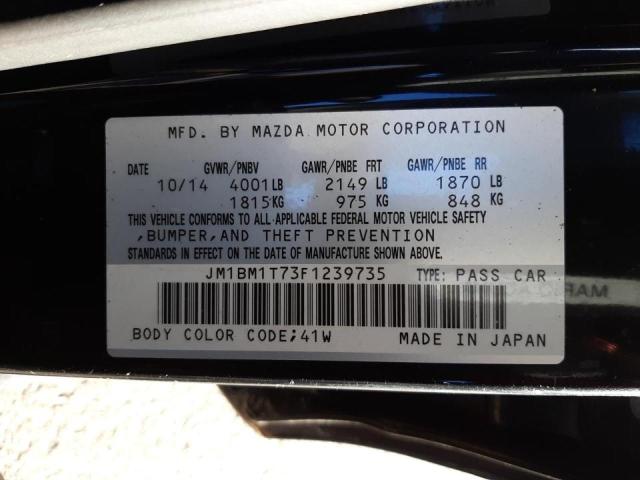 MFD. BY MAZDA MOTOR CORPORATION
DATE GVWR/PNBV GAWR/PNBE FRT GAWR/PNBE RR
10/14 4001LB 2149 LB 1870 LB
1815KG 975 KG 848 KG
THIS VEHICLE CONFORMS TO ALL APPLICABLE FEDERAL MOTOR VEHICLE SAFETY
,BUMPER,AND THEFT PREVENTION
STANDARDS IN EFFECT ON THE DATE OF MANUFACTURE SHOWN ABOVE.
JM1BM1T73F1239735 TYPE: PASS CAR
BODY COLOR CODE;41W MADE IN JAPAN